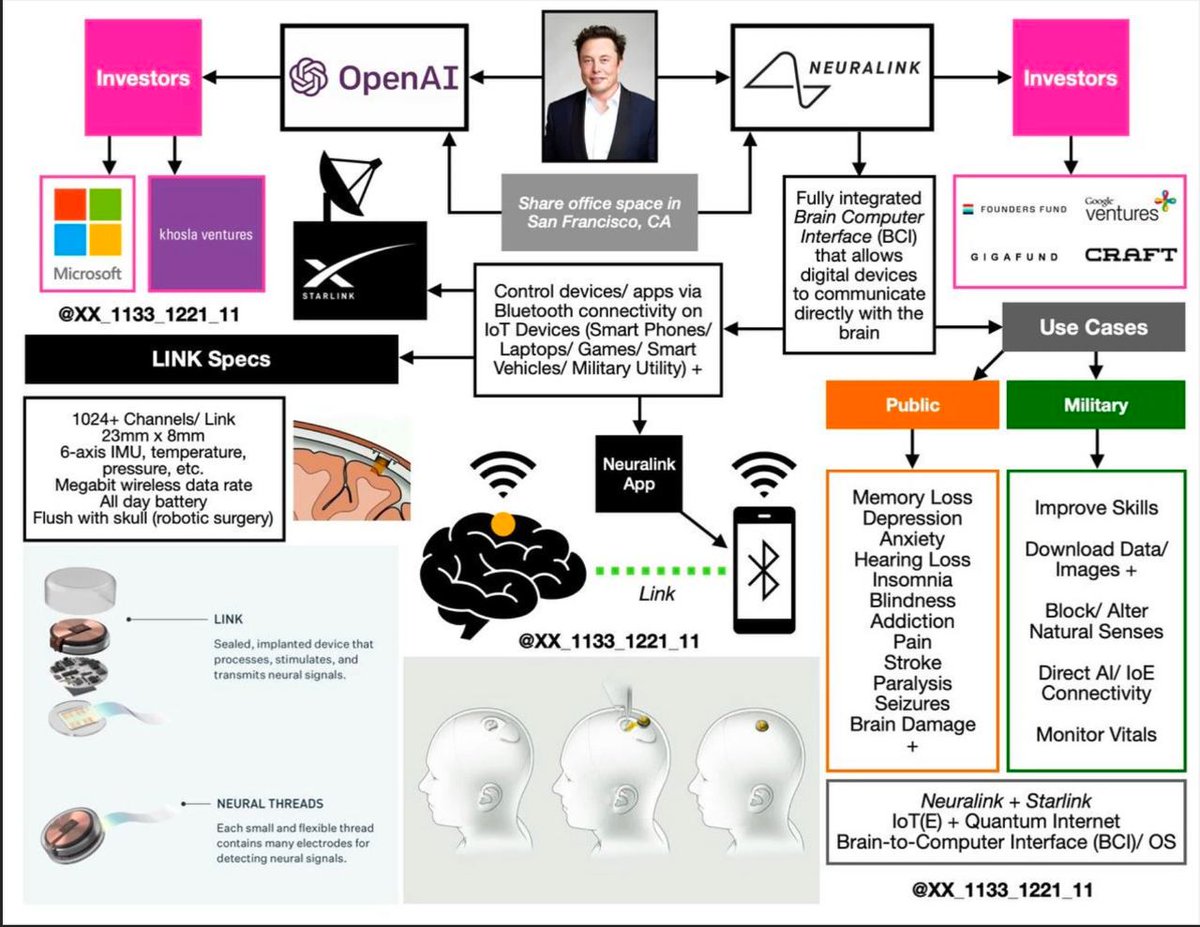 Investors
OpenAI
NEURALINK
Investors
Microsoft
khosla ventures
@XX_1133_1221_11
STARLINK
Share office space in
San Francisco, CA
Fully integrated
Brain Computer
Interface (BCI)
that allows
digital devices
to communicate
directly with the
brain
FOUNDERS FUND
Google
ventures
GIGAFUND
CRAFT
Control devices/ apps via
Bluetooth connectivity on
IoT Devices (Smart Phones/
Laptops/ Games/ Smart
Vehicles/ Military Utility) +
Use Cases
LINK Specs
1024+ Channels/ Link
23mm x 8mm
6-axis IMU, temperature,
pressure, etc.
Megabit wireless data rate
All day battery
Flush with skull (robotic surgery)
Neuralink
App
Link
@XX_1133_1221_11
Public
Military
Memory Loss
Depression
Anxiety
Hearing Loss
Insomnia
Blindness
Addiction
Pain
Stroke
Paralysis
Seizures
Brain Damage
+
Improve Skills
Download Data/
Images +
Block/ Alter
Natural Senses
Direct AI/ IoE
Connectivity
Monitor Vitals
LINK
Sealed, implanted device that
processes, stimulates, and
transmits neural signals.
NEURAL THREADS
Each small and flexible thread
contains many electrodes for
detecting neural signals.
Neuralink + Starlink
IoT(E) + Quantum Internet
Brain-to-Computer Interface (BCI)/ OS
@XX_1133_1221_11